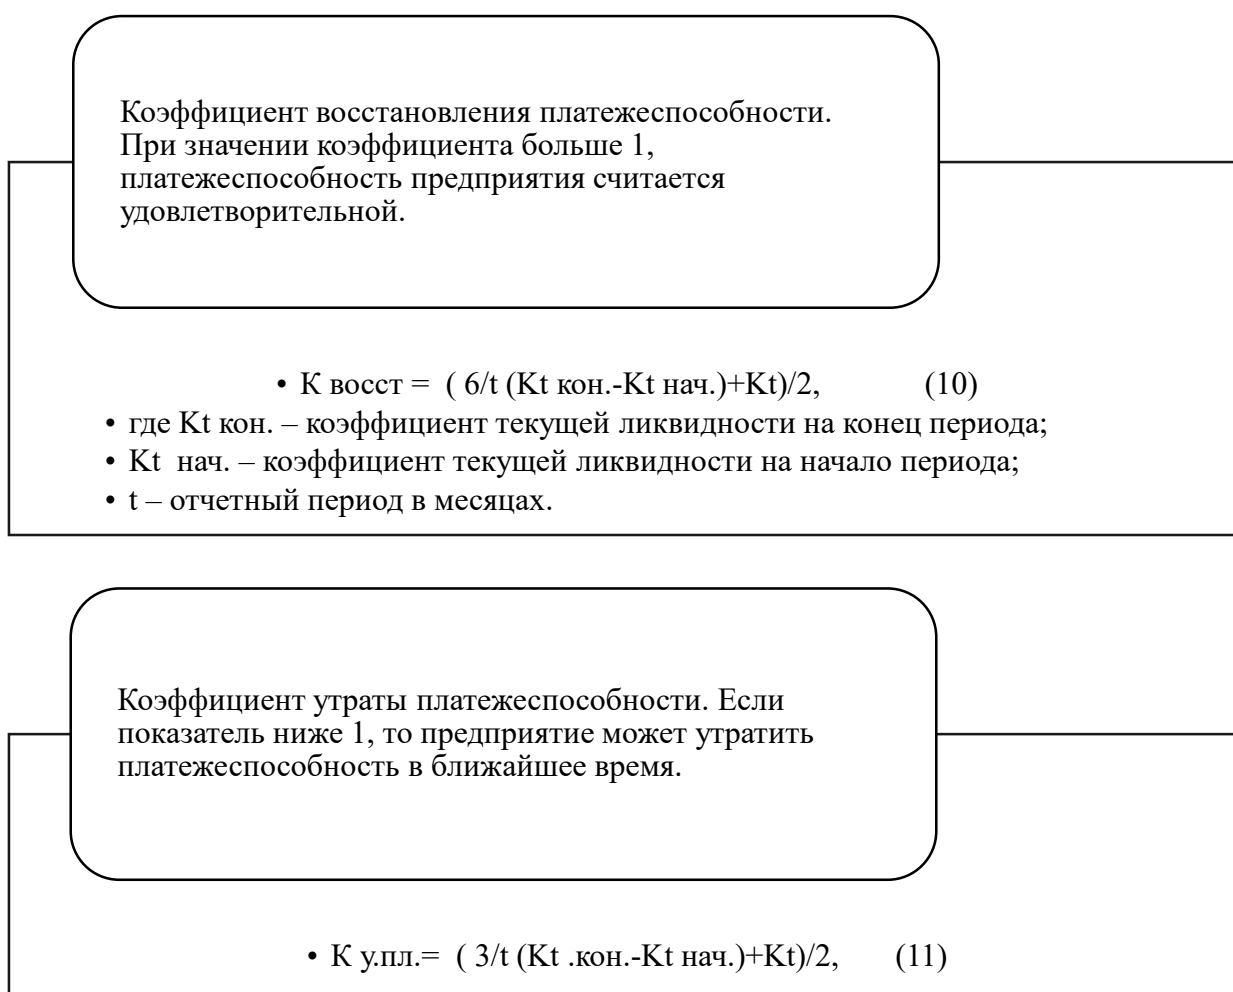 Коэффициент восстановления платежеспособности.
При значении коэффициента больше 1,
платежеспособность предприятия считается
удовлетворительной.
• К восст = ( 6/t (Kt кон.-Kt нач.)+Kt)/2, (10)
• где Kt кон. – коэффициент текущей ликвидности на конец периода;
• Kt нач. – коэффициент текущей ликвидности на начало периода;
• t – отчетный период в месяцах.
Коэффициент утраты платежеспособности. Если
показатель ниже 1, то предприятие может утратить
платежеспособность в ближайшее время.
• К у.пл.= ( 3/t (Kt .кон.-Kt нач.)+Kt)/2, (11)